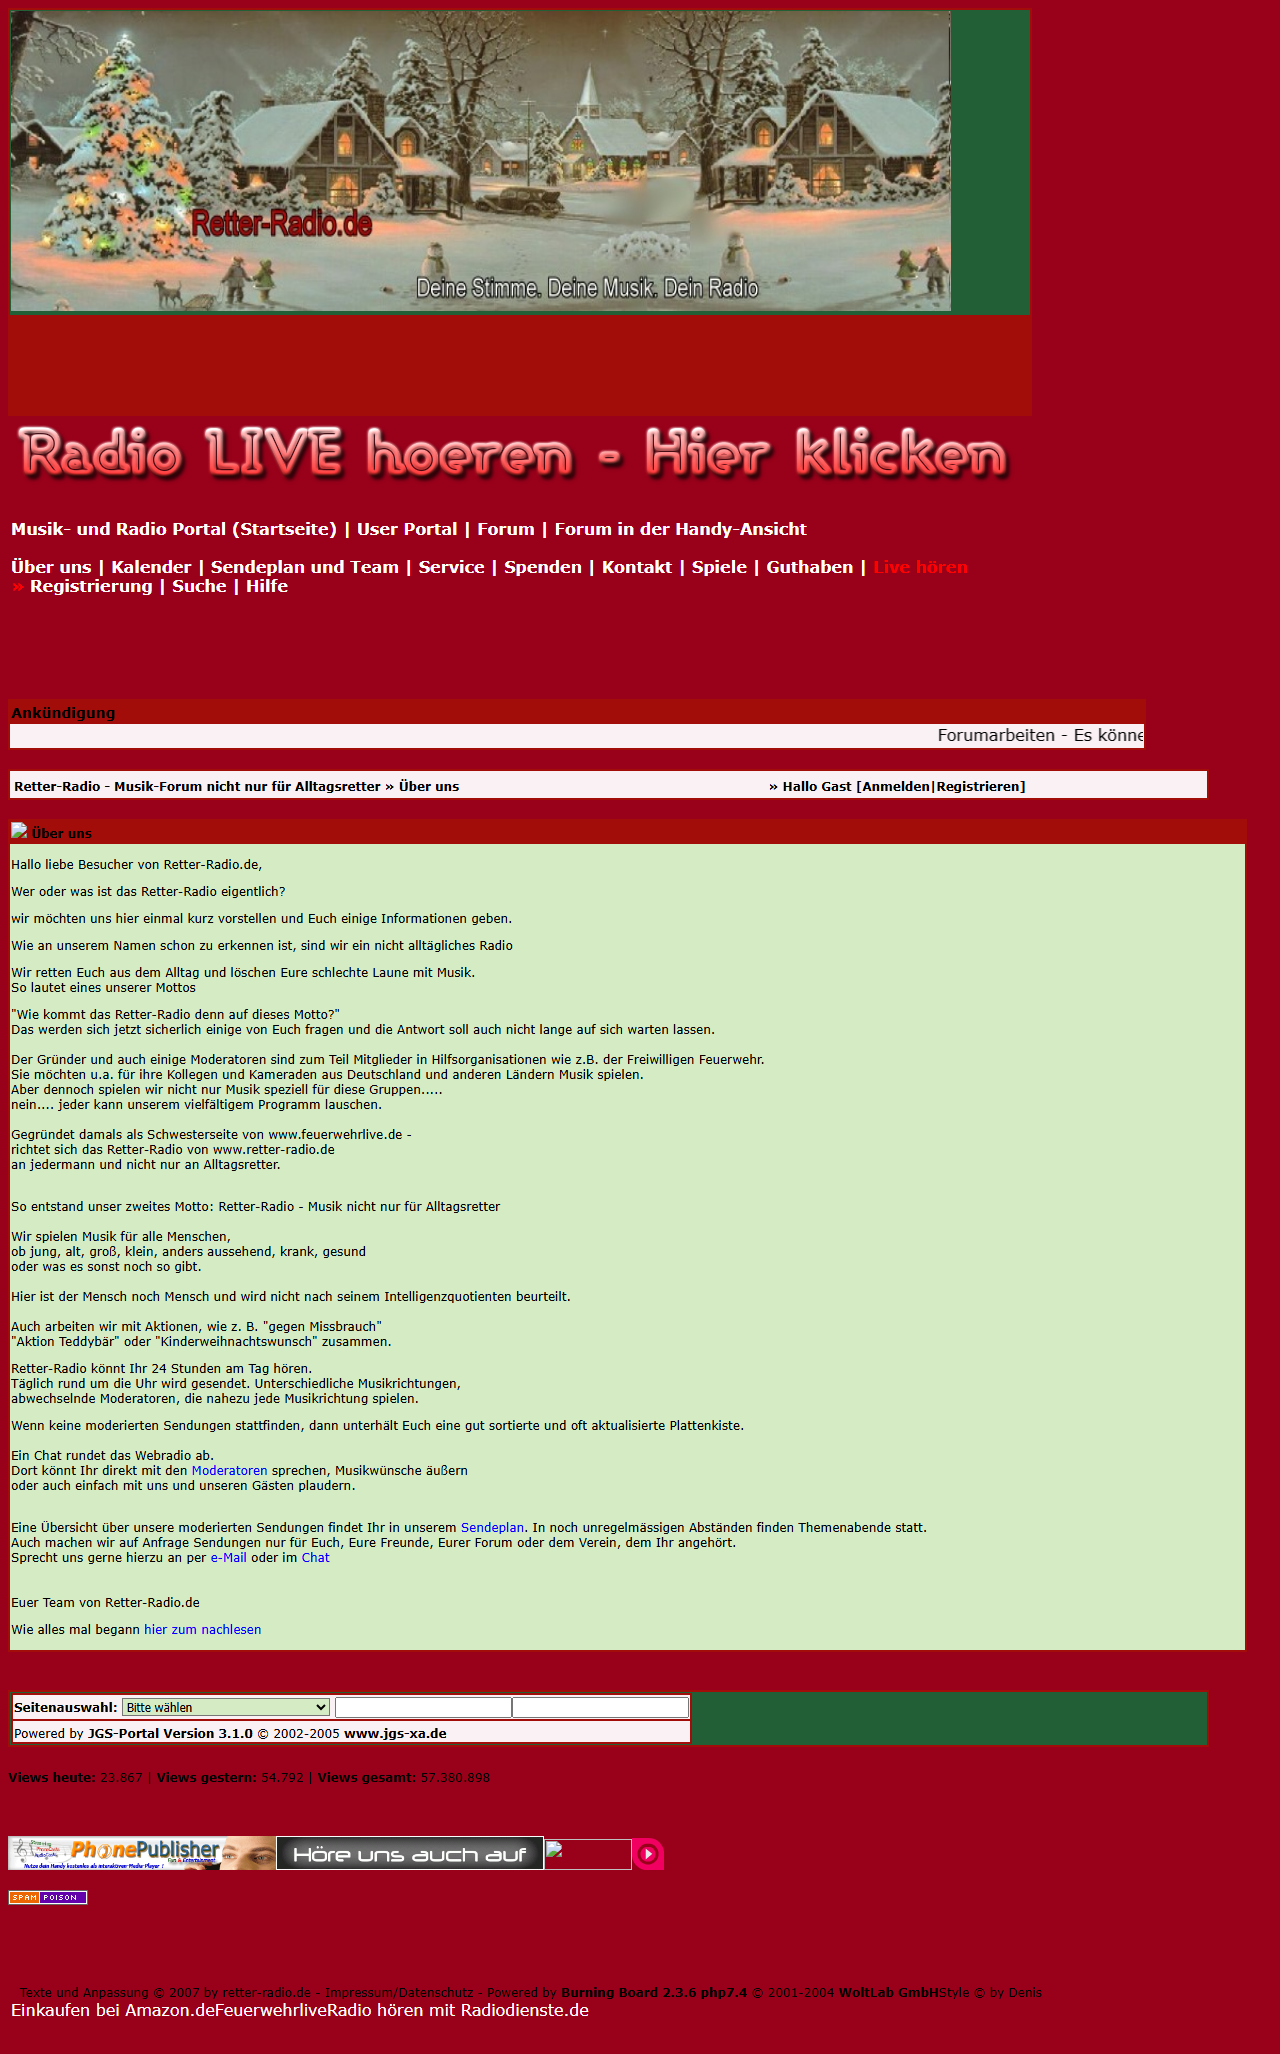 Retter-Radio.de
Deine Stimme. Deine Musik. Dein Radio
Radio LIVE hoeren - Hier klicken
Musik- und Radio Portal (Startseite) | User Portal | Forum | Forum in der Handy-Ansicht
Über uns | Kalender | Sendeplan und Team | Service | Spenden | Kontakt | Spiele | Guthaben | Live hören
» Registrierung | Suche | Hilfe
Ankündigung
Forumarbeiten - Es könne
Retter-Radio - Musik-Forum nicht nur für Alltagsretter » Über uns » Hallo Gast [Anmelden|Registrieren]
Über uns
Hallo liebe Besucher von Retter-Radio.de,
Wer oder was ist das Retter-Radio eigentlich?
wir möchten uns hier einmal kurz vorstellen und Euch einige Informationen geben.
Wie an unserem Namen schon zu erkennen ist, sind wir ein nicht alltägliches Radio
Wir retten Euch aus dem Alltag und löschen Eure schlechte Laune mit Musik.
So lautet eines unserer Mottos
"Wie kommt das Retter-Radio denn auf dieses Motto?"
Das werden sich jetzt sicherlich einige von Euch fragen und die Antwort soll auch nicht lange auf sich warten lassen.
Der Gründer und auch einige Moderatoren sind zum Teil Mitglieder in Hilfsorganisationen wie z.B. der Freiwilligen Feuerwehr.
Sie möchten u.a. für ihre Kollegen und Kameraden aus Deutschland und anderen Ländern Musik spielen.
Aber dennoch spielen wir nicht nur Musik speziell für diese Gruppen.....
nein.... jeder kann unserem vielfältigem Programm lauschen.
Gegründet damals als Schwesterseite von www.feuerwehrlive.de -
richtet sich das Retter-Radio von www.retter-radio.de
an jedermann und nicht nur an Alltagsretter.
So entstand unser zweites Motto: Retter-Radio - Musik nicht nur für Alltagsretter
Wir spielen Musik für alle Menschen,
ob jung, alt, groß, klein, anders aussehend, krank, gesund
oder was es sonst noch so gibt.
Hier ist der Mensch noch Mensch und wird nicht nach seinem Intelligenzquotienten beurteilt.
Auch arbeiten wir mit Aktionen, wie z. B. "gegen Missbrauch"
"Aktion Teddybär" oder "Kinderweihnachtswunsch" zusammen.
Retter-Radio könnt Ihr 24 Stunden am Tag hören.
Täglich rund um die Uhr wird gesendet. Unterschiedliche Musikrichtungen,
abwechselnde Moderatoren, die nahezu jede Musikrichtung spielen.
Wenn keine moderierten Sendungen stattfinden, dann unterhält Euch eine gut sortierte und oft aktualisierte Plattenkiste.
Ein Chat rundet das Webradio ab.
Dort könnt Ihr direkt mit den Moderatoren sprechen, Musikwünsche äußern
oder auch einfach mit uns und unseren Gästen plaudern.
Eine Übersicht über unsere moderierten Sendungen findet Ihr in unserem Sendeplan. In noch unregelmässigen Abständen finden Themenabende statt.
Auch machen wir auf Anfrage Sendungen nur für Euch, Eure Freunde, Eurer Forum oder dem Verein, dem Ihr angehört.
Sprecht uns gerne hierzu an per e-Mail oder im Chat
Euer Team von Retter-Radio.de
Wie alles mal begann hier zum nachlesen
Seitenauswahl: Bitte wählen
Powered by JGS-Portal Version 3.1.0 © 2002-2005 www.jgs-xa.de
Views heute: 23.867 | Views gestern: 54.792 | Views gesamt: 57.380.898
PhonePublisher
Fun & Entertainment
Nutze dein Handy kostenlos als interaktiven Media-Player !
Höre uns auch auf
SPAM POISON
Texte und Anpassung © 2007 by retter-radio.de - Impressum/Datenschutz - Powered by Burning Board 2.3.6 php7.4 © 2001-2004 WoltLab GmbHStyle © by Denis
Einkaufen bei Amazon.deFeuerwehrliveRadio hören mit Radiodienste.de